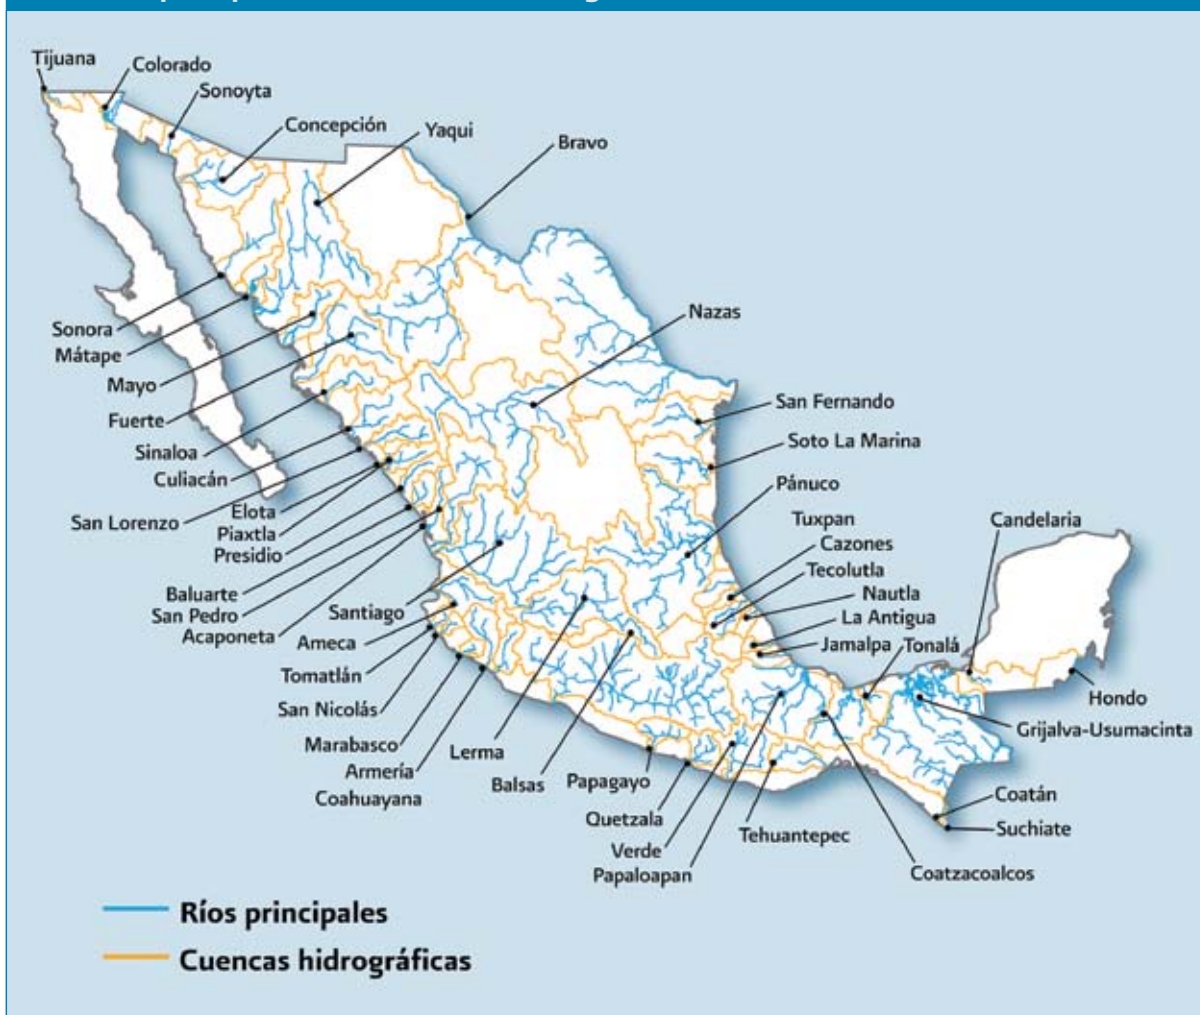 Tijuana
Colorado
Sonoyta
Concepción
Yaqui
Bravo
Nazas
Sonora
Mátape
Mayo
Fuerte
Sinaloa
Culiacán
San Lorenzo
Elota
Piaxtla
Presidio
Baluarte
San Pedro
Acaponeta
Santiago
Ameca
Tomatlán
San Nicolás
Marabasco
Armería
Coahuayana
Lerma
Balsas
Papagayo
Quetzala
Verde
Papaloapan
Tehuantepec
Coatzacoalcos
San Fernando
Soto La Marina
Pánuco
Tuxpan
Cazones
Tecolutla
Nautla
La Antigua
Jamalpa
Tonalá
Candelaria
Hondo
Grijalva-Usumacinta
Coatán
Suchiate
Ríos principales
Cuencas hidrográficas